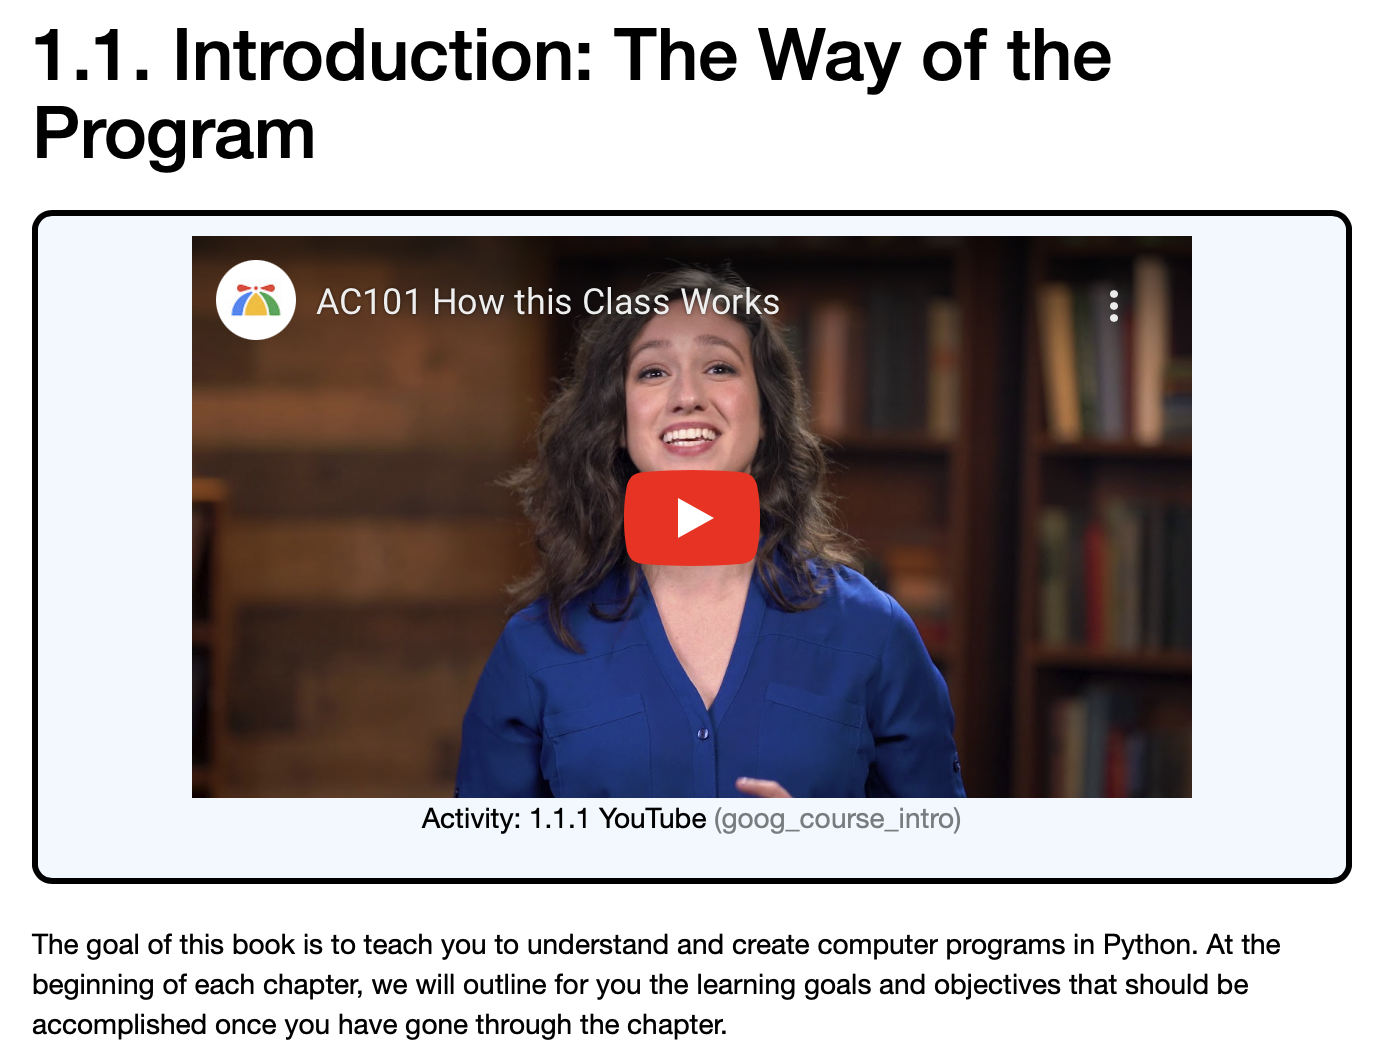 1.1. Introduction: The Way of the
Program
AC101 How this Class Works
Activity: 1.1.1 YouTube (goog_course_intro)
The goal of this book is to teach you to understand and create computer programs in Python. At the
beginning of each chapter, we will outline for you the learning goals and objectives that should be
accomplished once you have gone through the chapter.